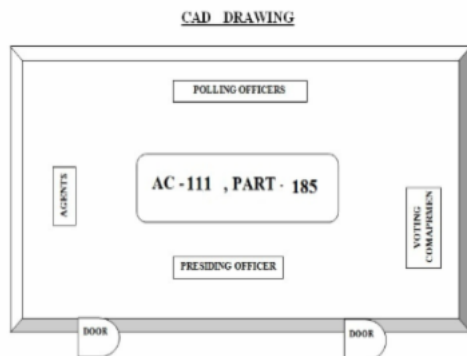 CAD DRAWING
POLLING OFFICERS
AGENTS
AC -111 , PART - 185
VOTING
COMAPRMEN
PRESIDING OFFICER
DOOR
DOOR